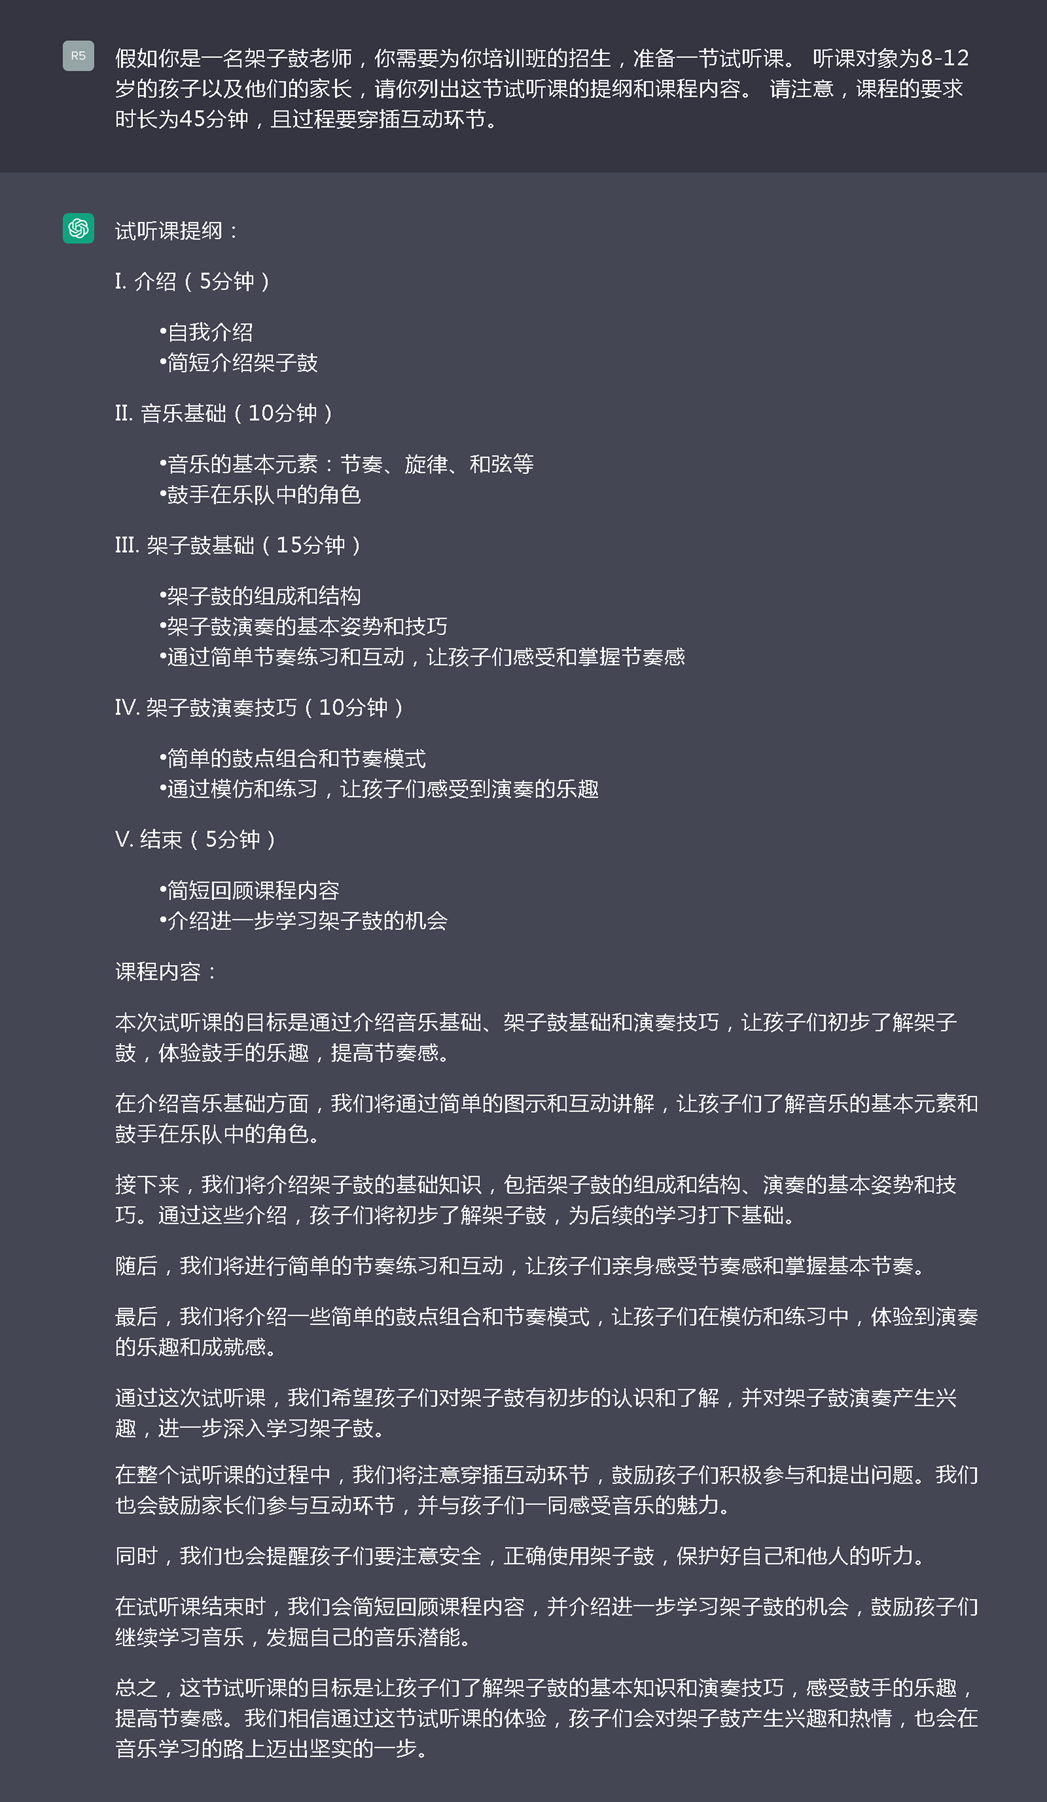 R5
假如你是一名架子鼓老师，你需要为你培训班的招生，准备一节试听课。 听课对象为8-12
岁的孩子以及他们的家长，请你列出这节试听课的提纲和课程内容。 请注意，课程的要求
时长为45分钟，且过程要穿插互动环节。
试听课提纲：
I. 介绍（5分钟）
•自我介绍
•简短介绍架子鼓
II. 音乐基础（10分钟）
•音乐的基本元素：节奏、旋律、和弦等
•鼓手在乐队中的角色
III. 架子鼓基础（15分钟）
•架子鼓的组成和结构
•架子鼓演奏的基本姿势和技巧
•通过简单节奏练习和互动，让孩子们感受和掌握节奏感
IV. 架子鼓演奏技巧（10分钟）
•简单的鼓点组合和节奏模式
•通过模仿和练习，让孩子们感受到演奏的乐趣
V. 结束（5分钟）
•简短回顾课程内容
•介绍进一步学习架子鼓的机会
课程内容：
本次试听课的目标是通过介绍音乐基础、架子鼓基础和演奏技巧，让孩子们初步了解架子
鼓，体验鼓手的乐趣，提高节奏感。
在介绍音乐基础方面，我们将通过简单的图示和互动讲解，让孩子们了解音乐的基本元素和
鼓手在乐队中的角色。
接下来，我们将介绍架子鼓的基础知识，包括架子鼓的组成和结构、演奏的基本姿势和技
巧。通过这些介绍，孩子们将初步了解架子鼓，为后续的学习打下基础。
随后，我们将进行简单的节奏练习和互动，让孩子们亲身感受节奏感和掌握基本节奏。
最后，我们将介绍一些简单的鼓点组合和节奏模式，让孩子们在模仿和练习中，体验到演奏
的乐趣和成就感。
通过这次试听课，我们希望孩子们对架子鼓有初步的认识和了解，并对架子鼓演奏产生兴
趣，进一步深入学习架子鼓。
在整个试听课的过程中，我们将注意穿插互动环节，鼓励孩子们积极参与和提出问题。我们
也会鼓励家长们参与互动环节，并与孩子们一同感受音乐的魅力。
同时，我们也会提醒孩子们要注意安全，正确使用架子鼓，保护好自己和他人的听力。
在试听课结束时，我们会简短回顾课程内容，并介绍进一步学习架子鼓的机会，鼓励孩子们
继续学习音乐，发掘自己的音乐潜能。
总之，这节试听课的目标是让孩子们了解架子鼓的基本知识和演奏技巧，感受鼓手的乐趣，
提高节奏感。我们相信通过这节试听课的体验，孩子们会对架子鼓产生兴趣和热情，也会在
音乐学习的路上迈出坚实的一步。